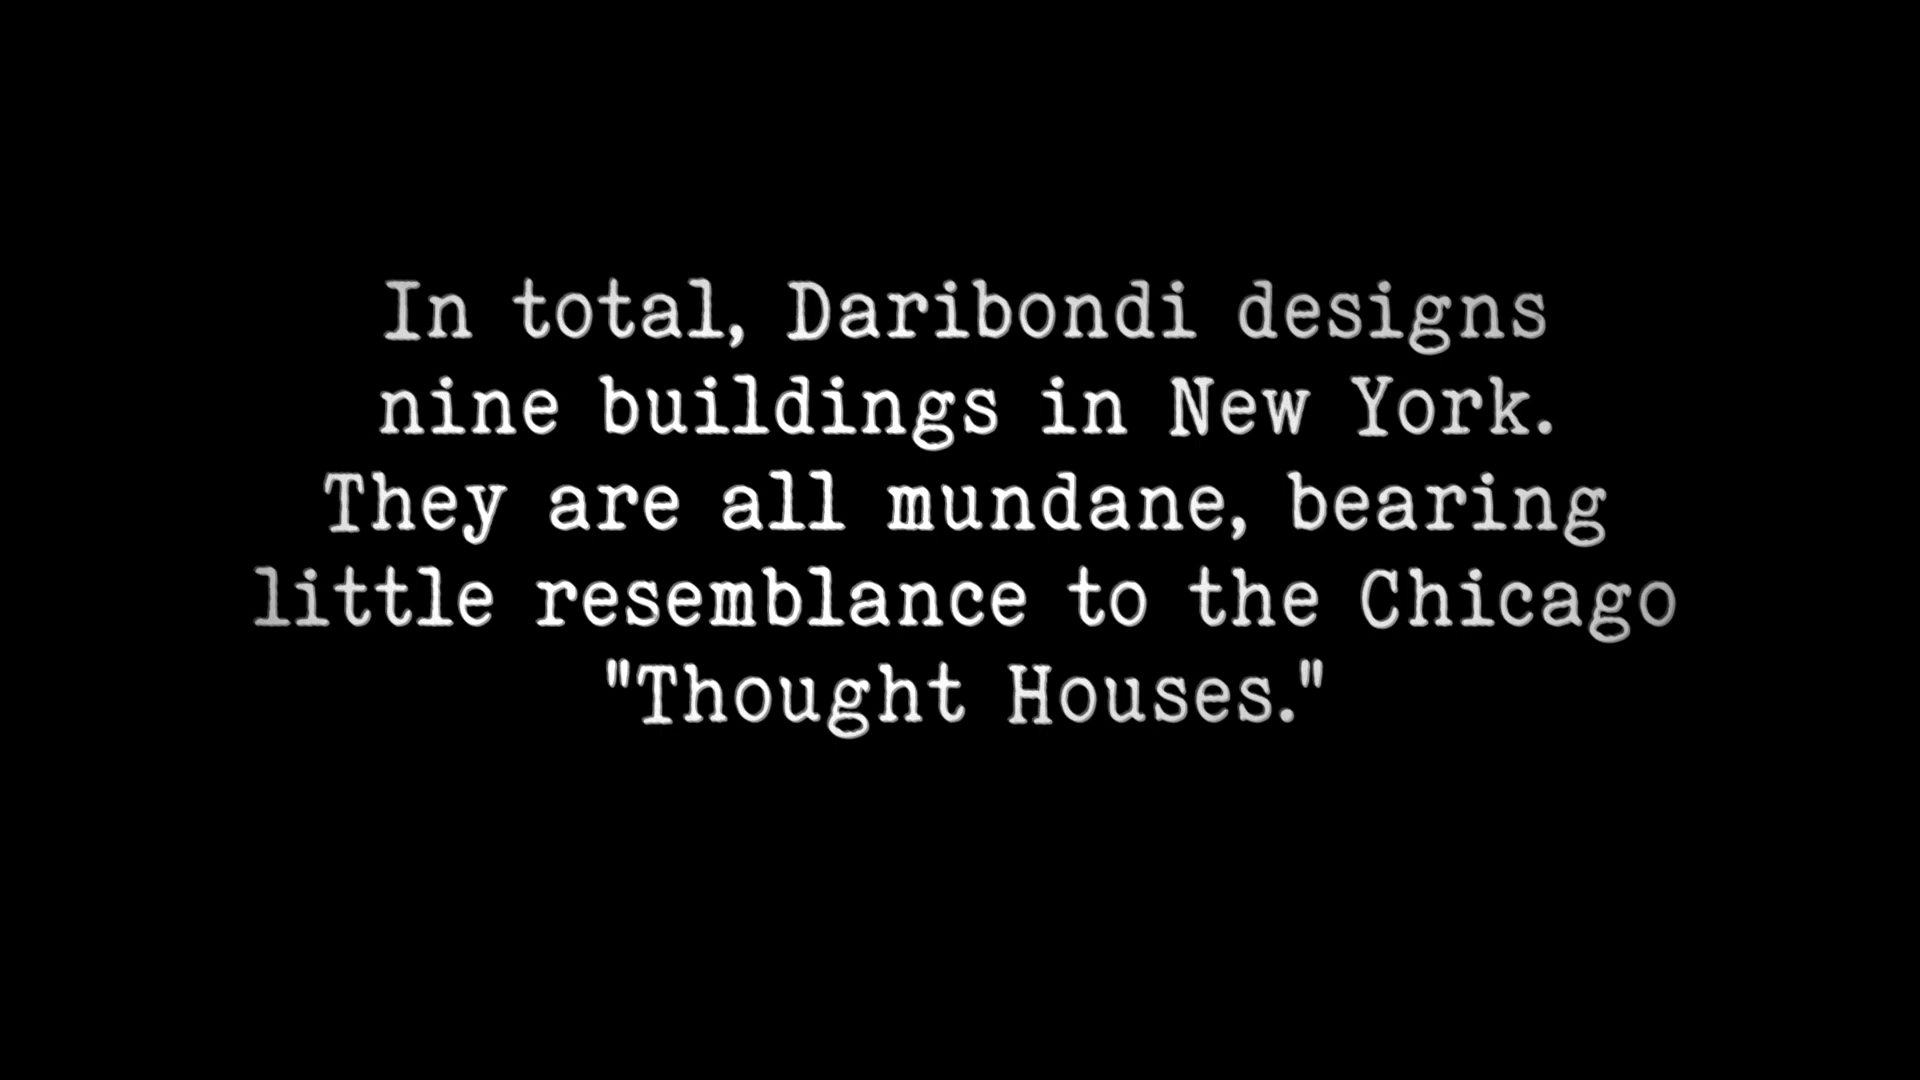 In total, Daribondi designs
nine buildings in New York.
They are all mundane, bearing
little resemblance to the Chicago
"Thought Houses."